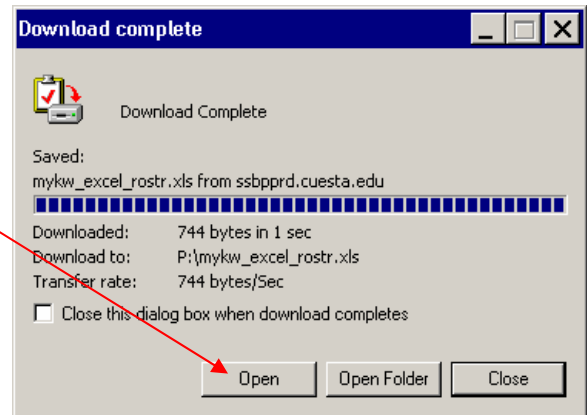 Download complete
Download Complete
Saved:
mykw_excel_rostr.xls from ssbpprd.cuesta.edu
Downloaded: 744 bytes in 1 sec
Download to: P:\mykw_excel_rostr.xls
Transfer rate: 744 bytes/Sec
Close this dialog box when download completes
Open Open Folder Close